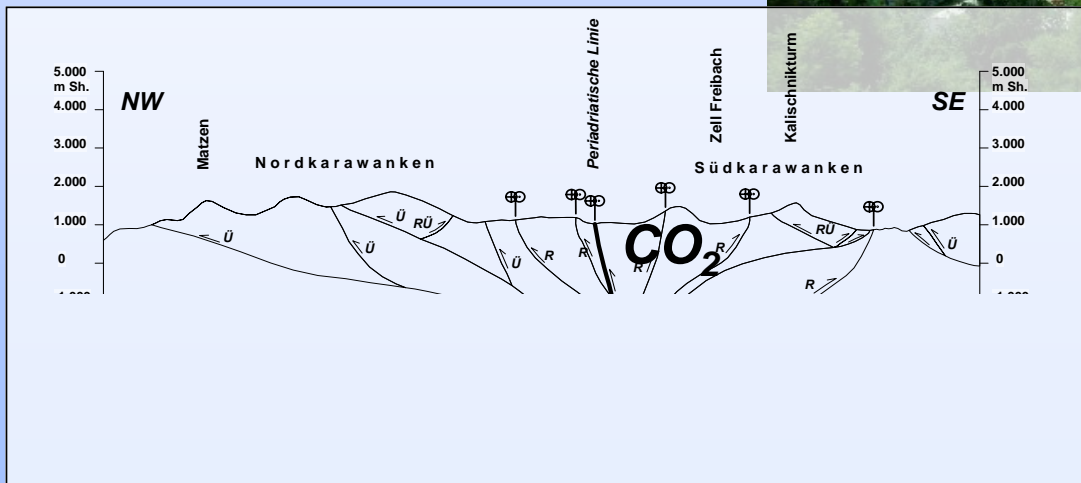 5.000
m Sh.
4.000
3.000
2.000
1.000
0
NW
Matzen
Nordkarawanken
Periadriatische Linie
Zell Freibach
Kalischnikturm
Südkarawanken
SE
5.000
m Sh.
4.000
3.000
2.000
1.000
0
Ü
Ü
Ü
RÜ
Ü
R
R
R
CO2
R
RÜ
R
Ü